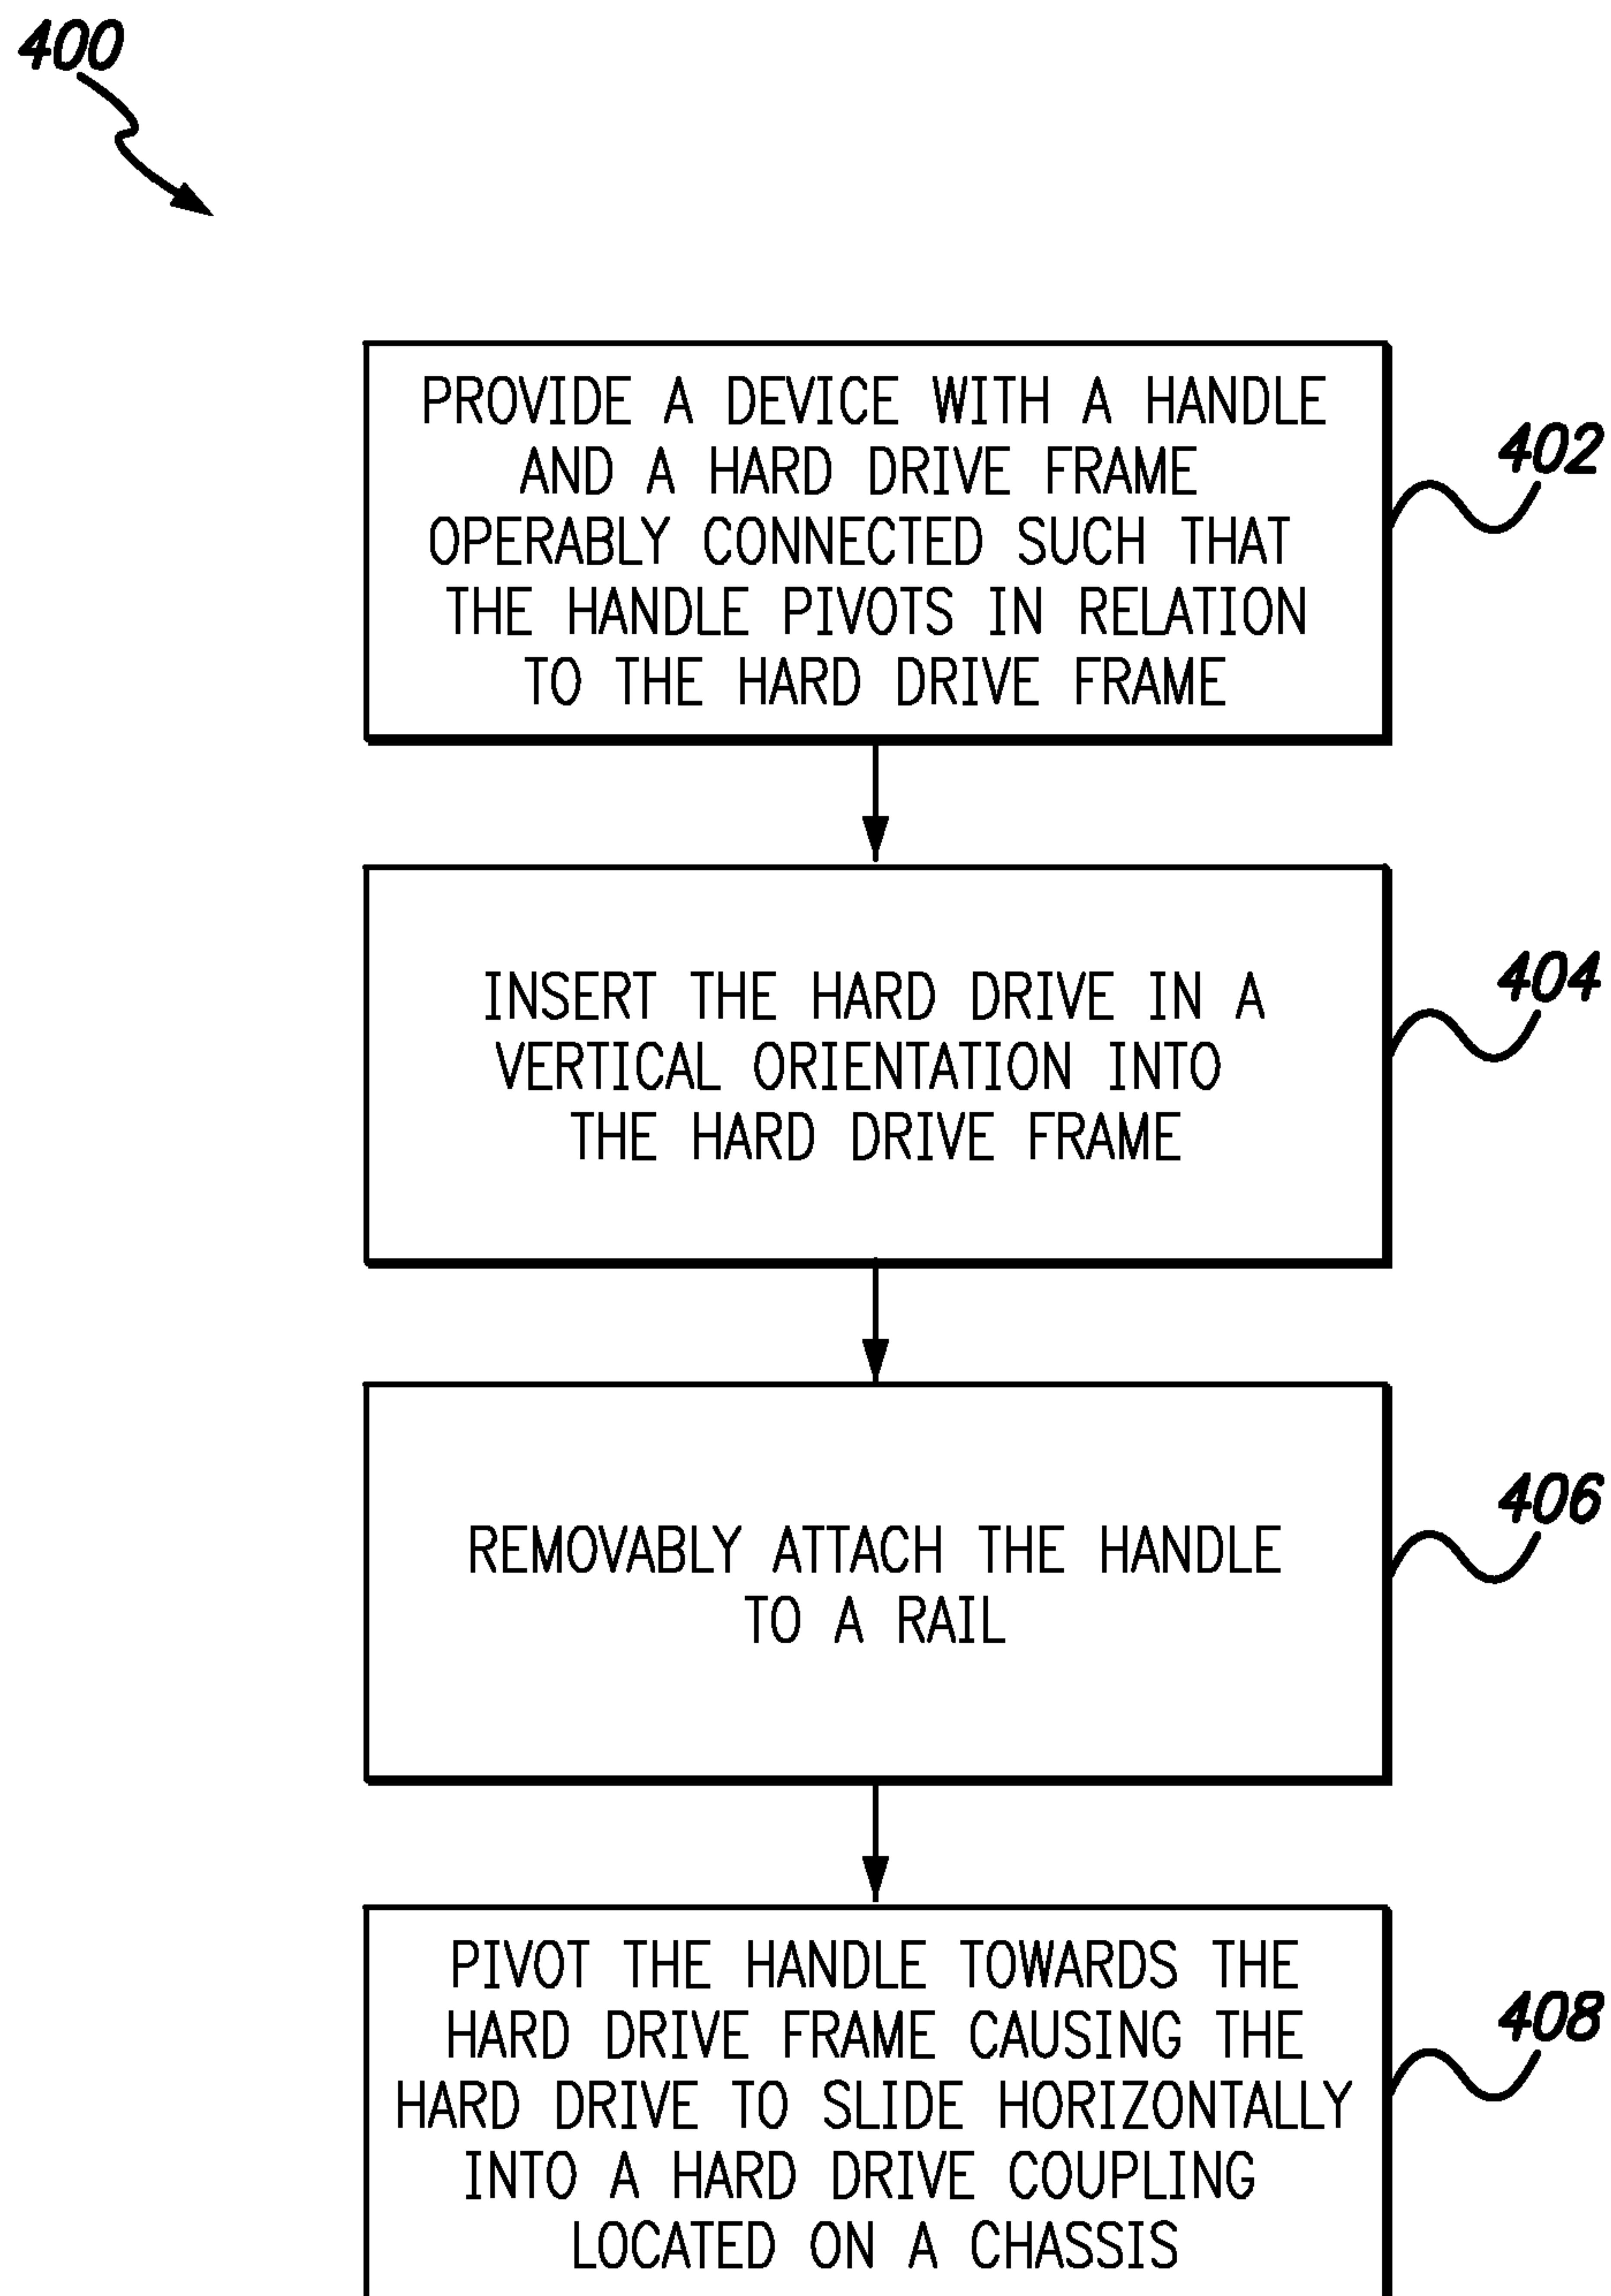 400
PROVIDE A DEVICE WITH A HANDLE
AND A HARD DRIVE FRAME
OPERABLY CONNECTED SUCH THAT
THE HANDLE PIVOTS IN RELATION
TO THE HARD DRIVE FRAME
402
INSERT THE HARD DRIVE IN A
VERTICAL ORIENTATION INTO
THE HARD DRIVE FRAME
404
REMOVABLY ATTACH THE HANDLE
TO A RAIL
406
PIVOT THE HANDLE TOWARDS THE
HARD DRIVE FRAME CAUSING THE
HARD DRIVE TO SLIDE HORIZONTALLY
INTO A HARD DRIVE COUPLING
LOCATED ON A CHASSIS
408